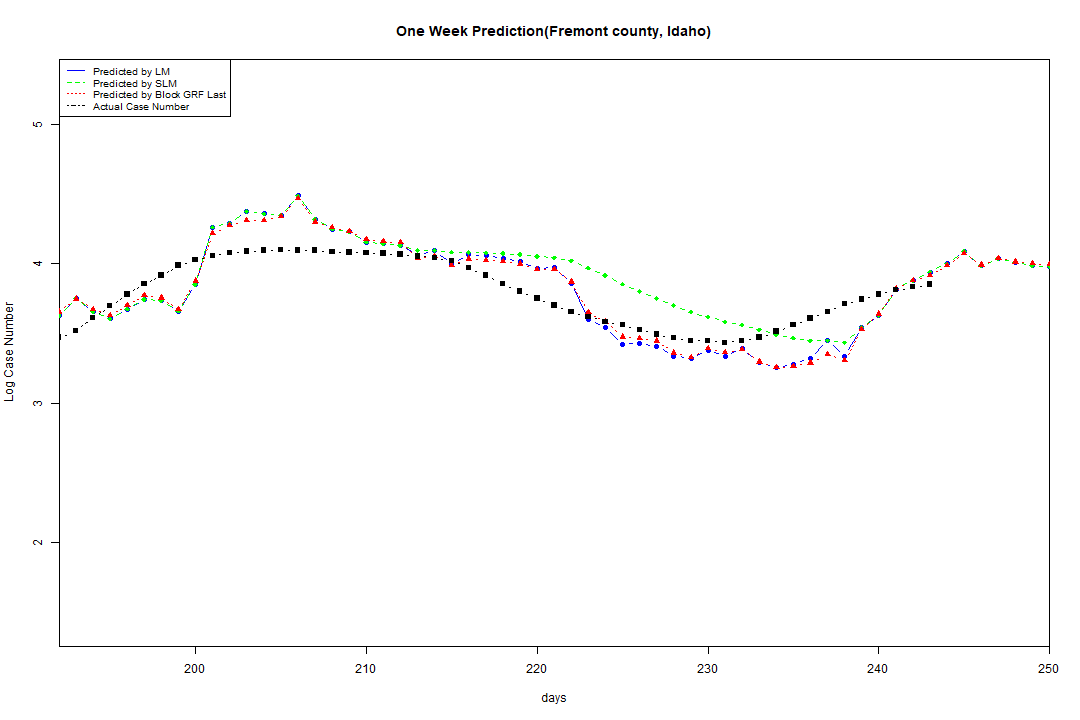 One Week Prediction(Fremont county, Idaho)
Predicted by LM
Predicted by SLM
Predicted by Block GRF Last
Actual Case Number
5
4
3
2
Log Case Number
200 210 220 230 240 250
days